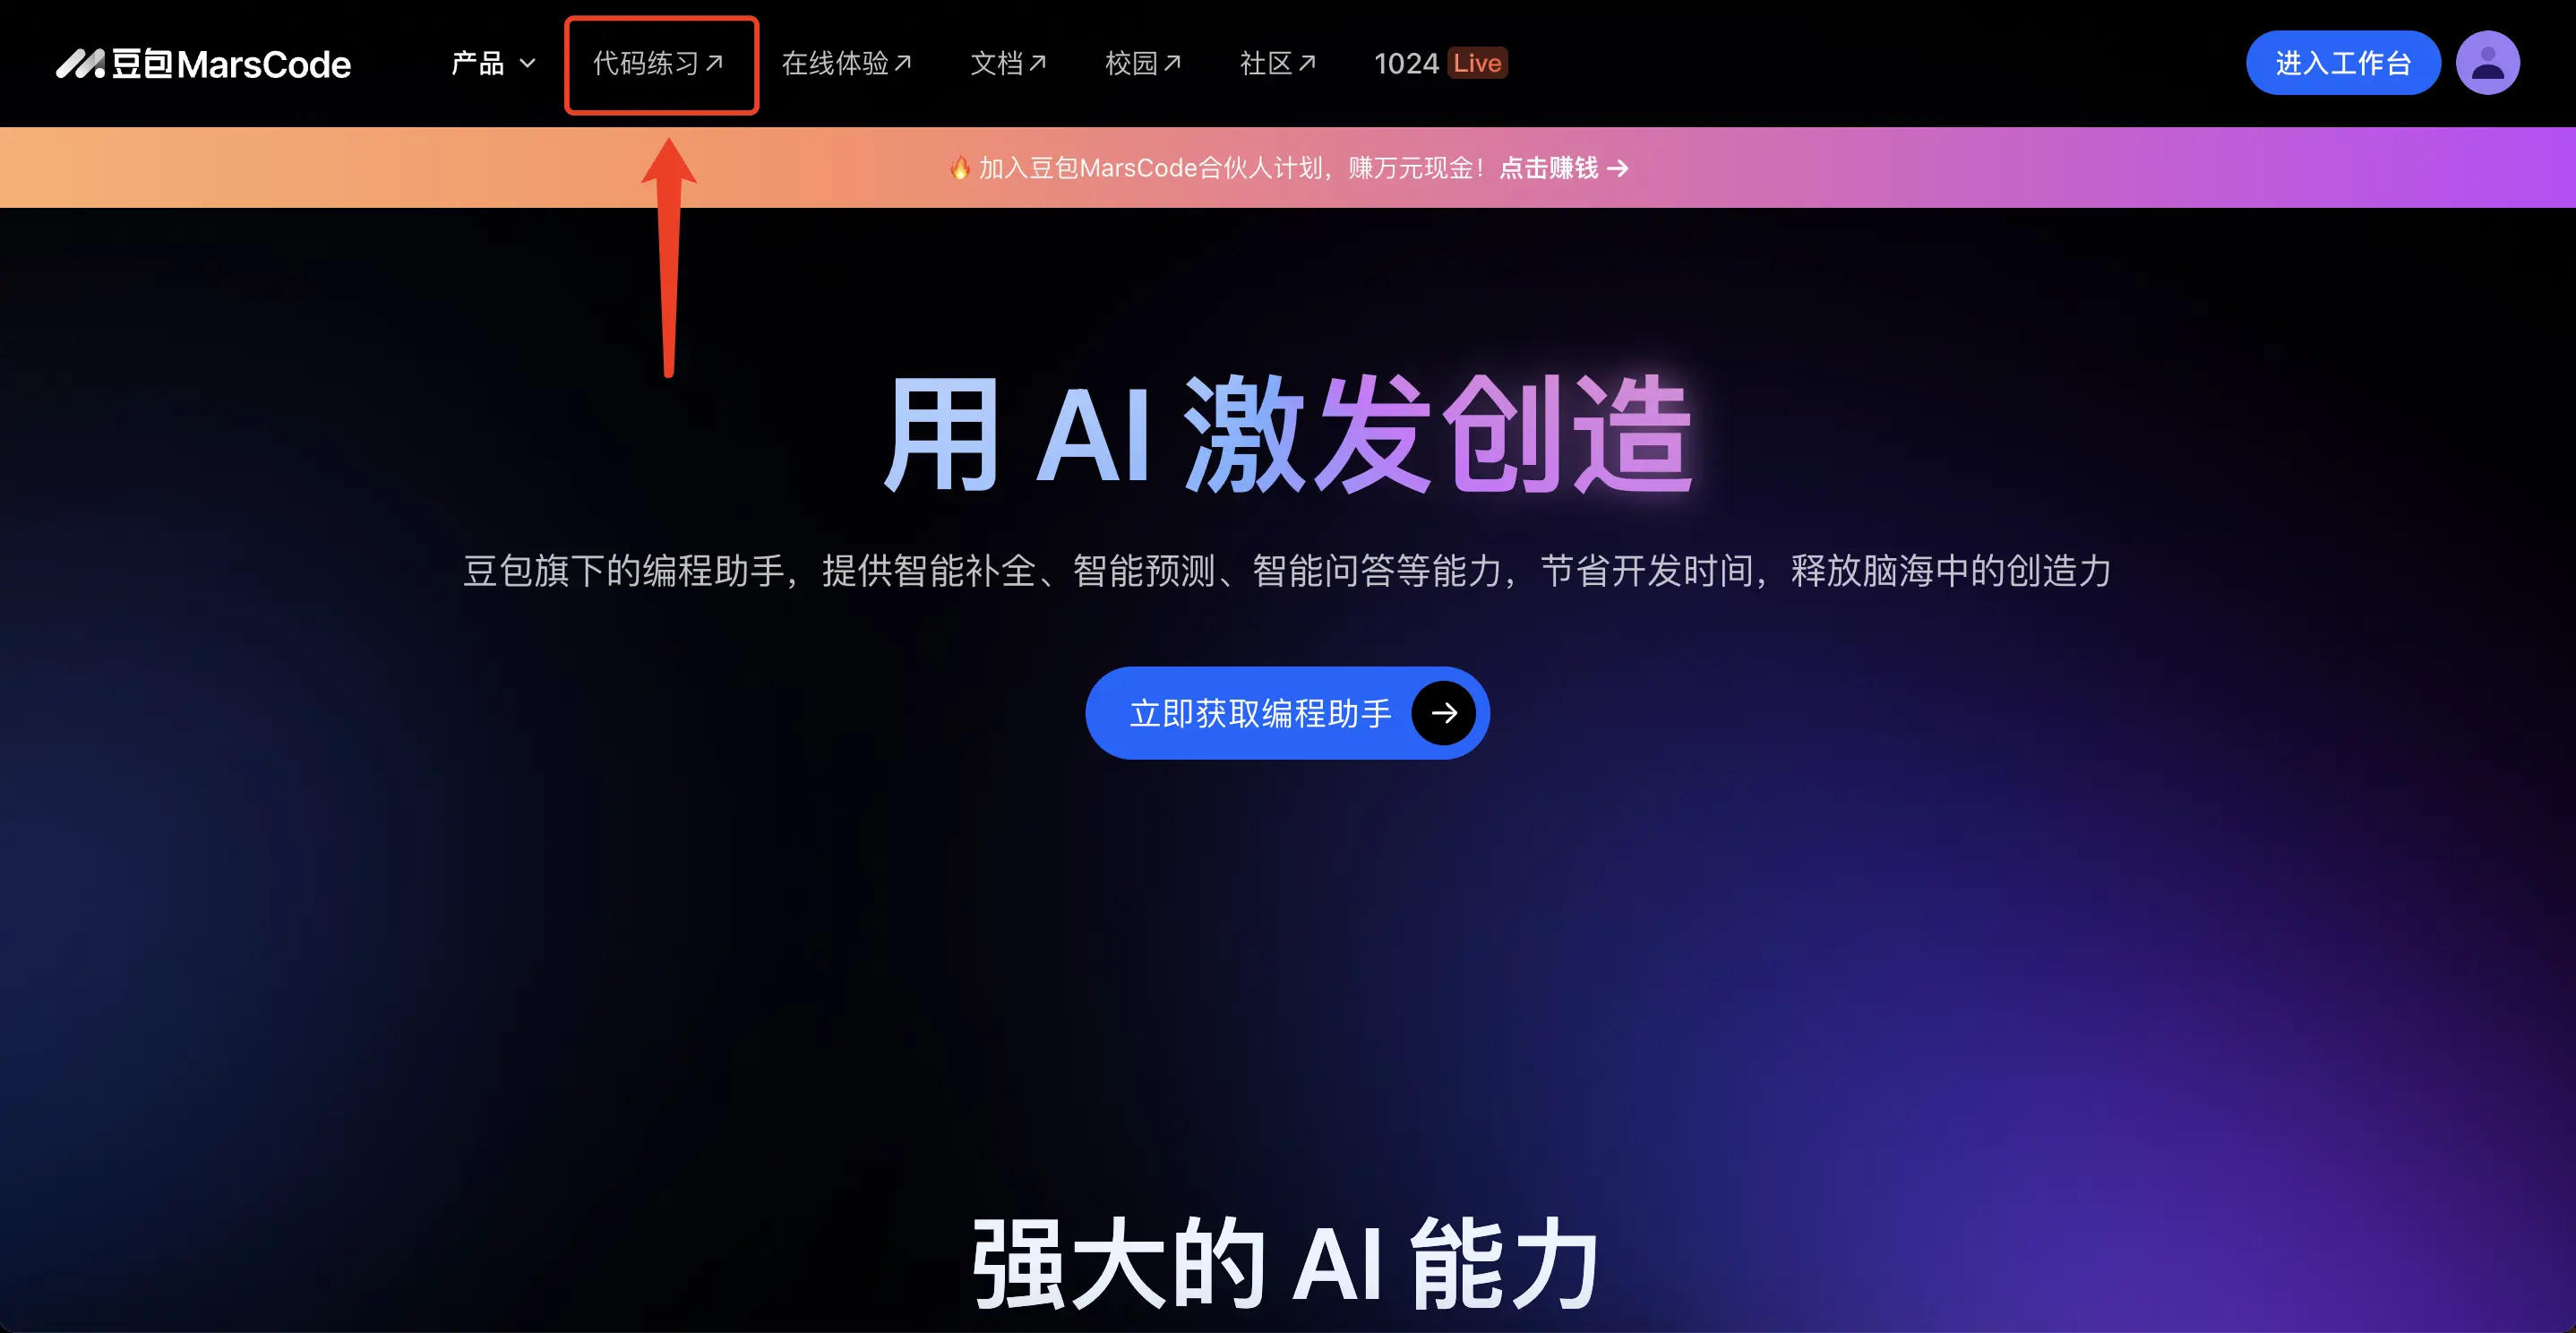 豆包MarsCode 产品 代码练习 在线体验 文档 校园 社区 1024 Live 进入工作台
加入豆包MarsCode合伙人计划，赚万元现金！点击赚钱
用 AI 激发创造
豆包旗下的编程助手，提供智能补全、智能预测、智能问答等能力，节省开发时间，释放脑海中的创造力
立即获取编程助手
强大的 AI 能力